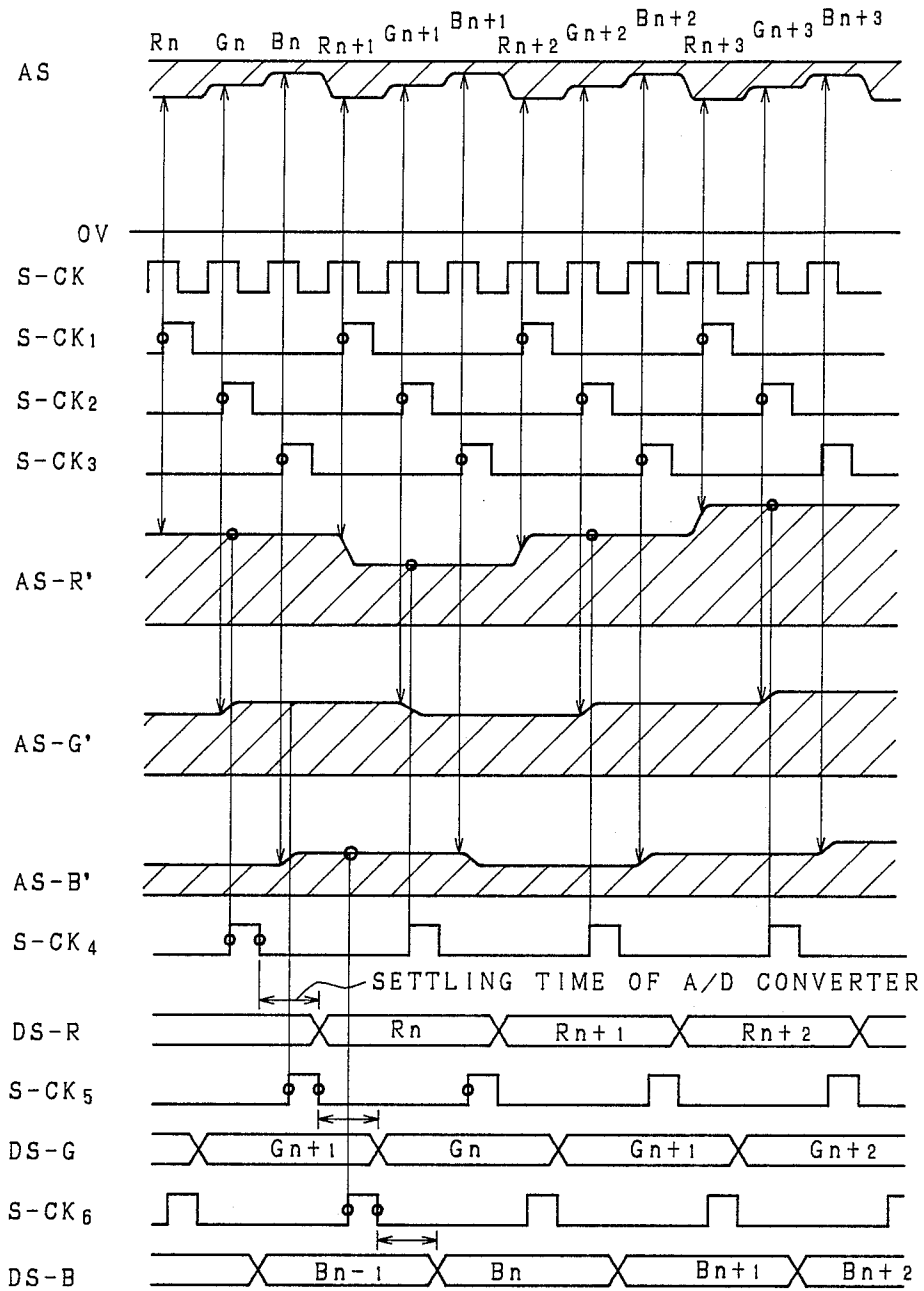 Rn Gn Bn Rn+1 Gn+1 Bn+1 Rn+2 Gn+2 Bn+2 Rn+3 Gn+3 Bn+3
AS
0V
S-CK
S-CK1
S-CK2
S-CK3
AS-R'
AS-G'
AS-B'
S-CK4
SETTLING TIME OF A/D CONVERTER
DS-R Rn Rn+1 Rn+2
S-CK5
DS-G Gn+1 Gn Gn+1 Gn+2
S-CK6
DS-B Bn-1 Bn Bn+1 Bn+2